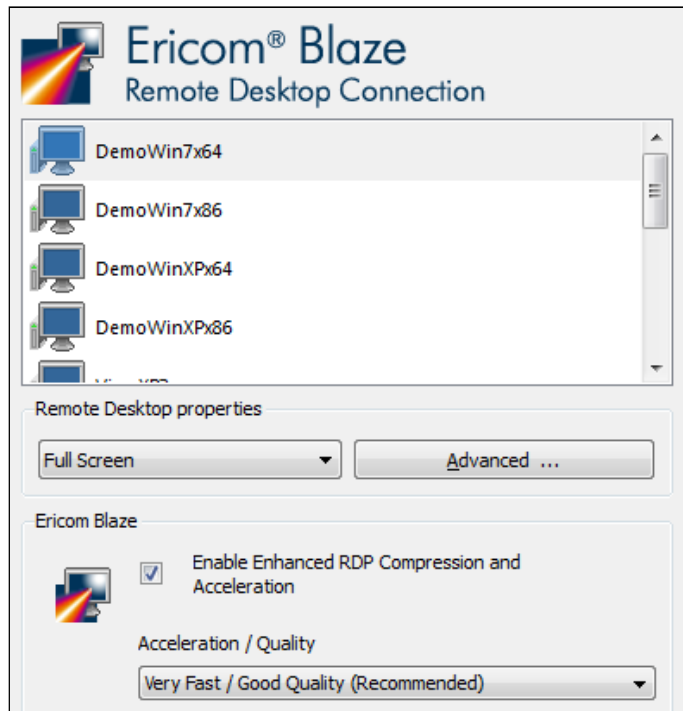 Ericom® Blaze
Remote Desktop Connection
DemoWin7x64
DemoWin7x86
DemoWinXPx64
DemoWinXPx86
Remote Desktop properties
Full Screen
Advanced ...
Ericom Blaze
Enable Enhanced RDP Compression and
Acceleration
Acceleration / Quality
Very Fast / Good Quality (Recommended)